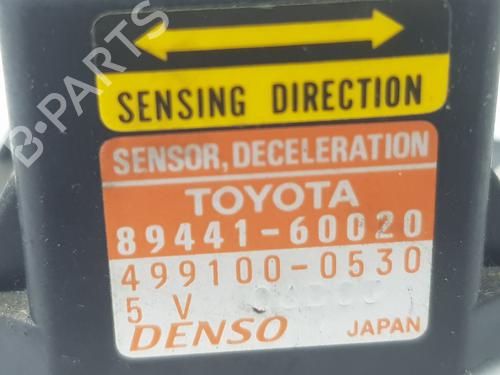 SENSING DIRECTION
SENSOR, DECELERATION
TOYOTA
89441-60020
499100-0530
5 V
DENSO JAPAN
B-PARTS